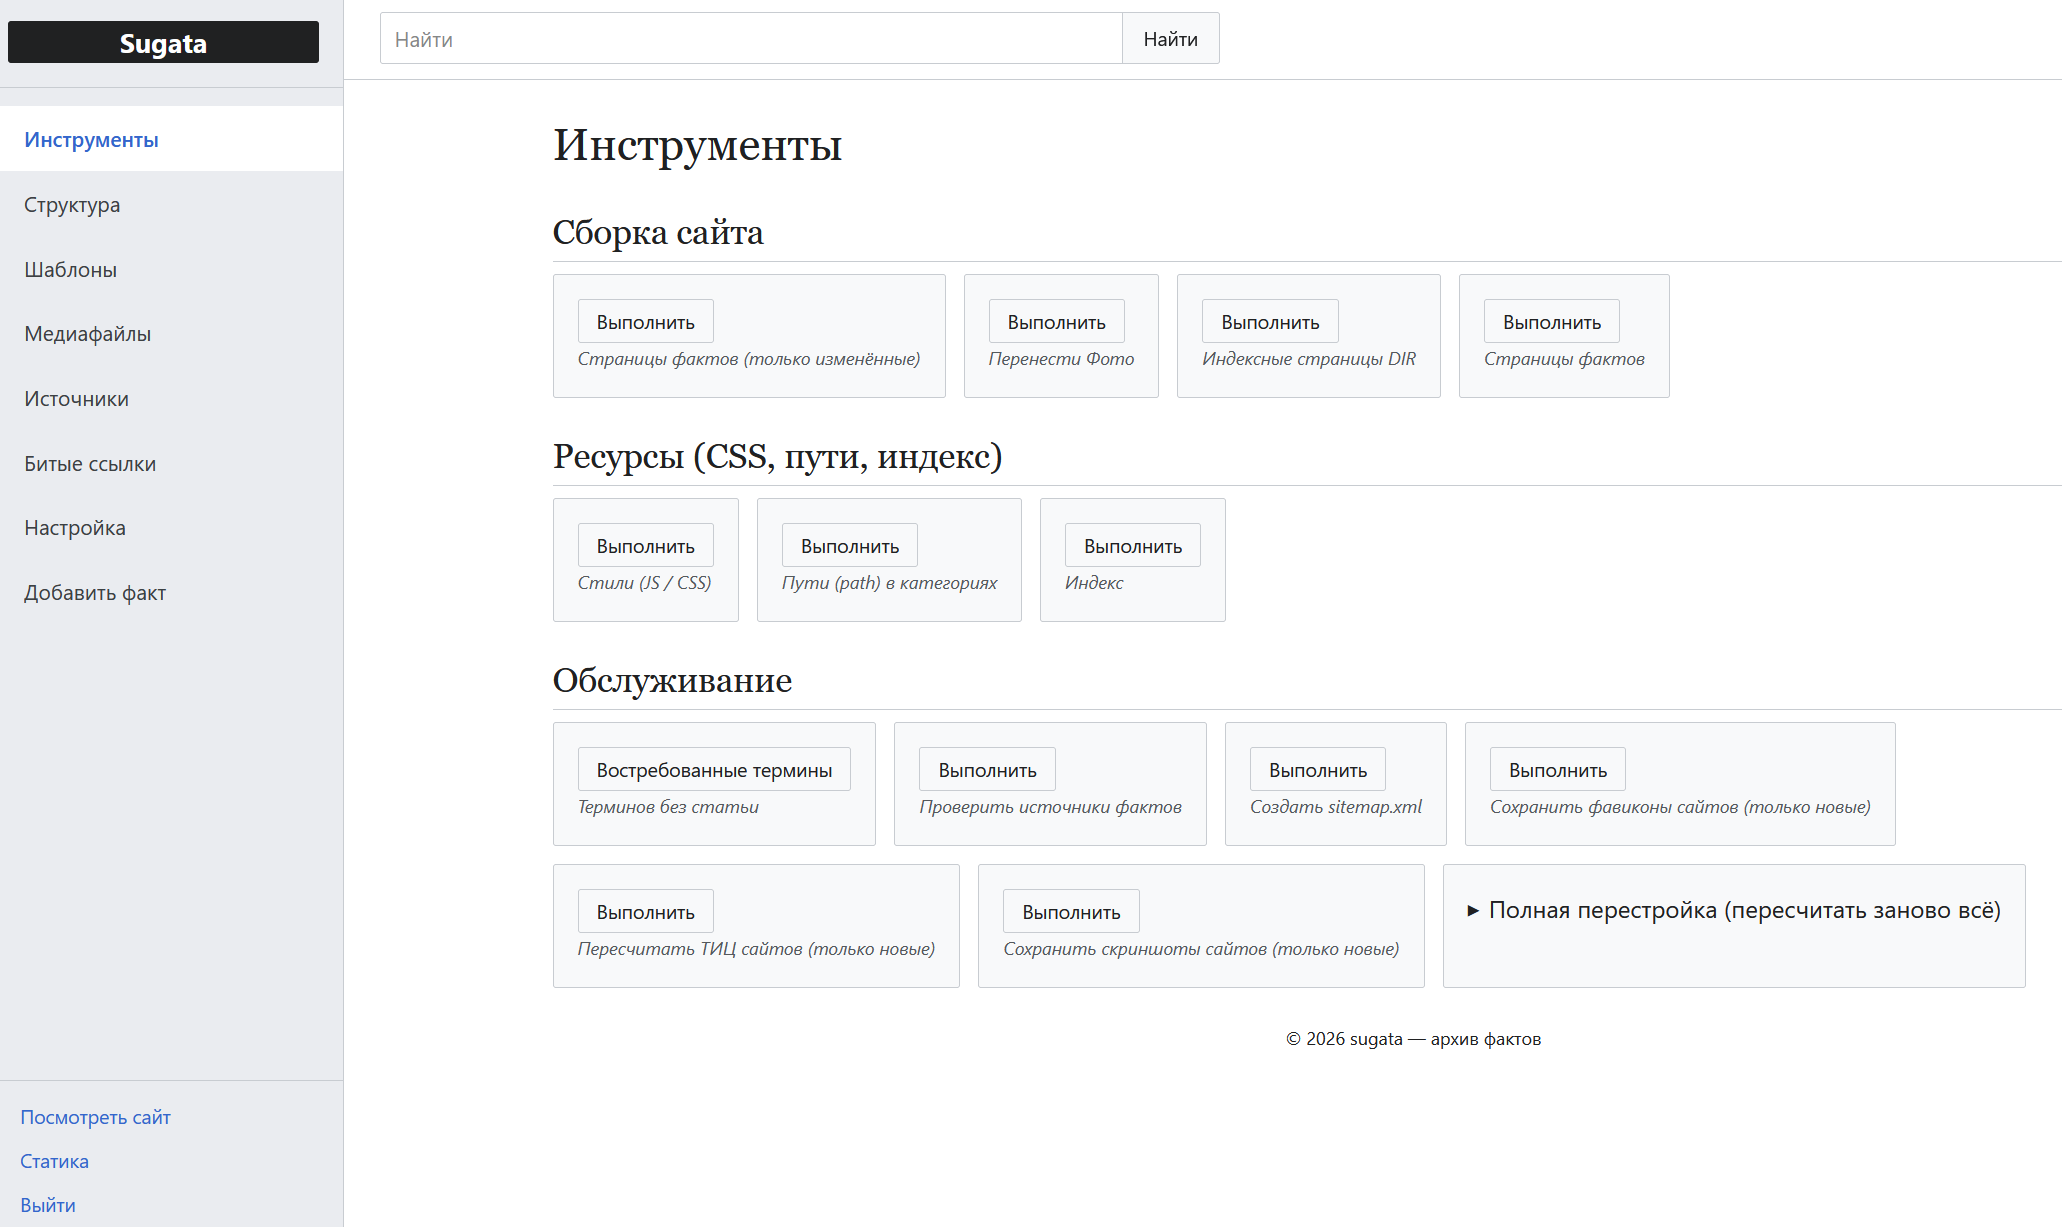 Sugata
Найти
Найти
Инструменты
Структура
Шаблоны
Медиафайлы
Источники
Битые ссылки
Настройка
Добавить факт
Посмотреть сайт
Статика
Выйти
Инструменты
Сборка сайта
Выполнить
Страницы фактов (только изменённые)
Выполнить
Перенести Фото
Выполнить
Индексные страницы DIR
Выполнить
Страницы фактов
Ресурсы (CSS, пути, индекс)
Выполнить
Стили (JS / CSS)
Выполнить
Пути (path) в категориях
Выполнить
Индекс
Обслуживание
Востребованные термины
Терминов без статьи
Выполнить
Проверить источники фактов
Выполнить
Создать sitemap.xml
Выполнить
Сохранить фавиконы сайтов (только новые)
Выполнить
Пересчитать ТИЦ сайтов (только новые)
Выполнить
Сохранить скриншоты сайтов (только новые)
► Полная перестройка (пересчитать заново всё)
© 2026 sugata — архив фактов